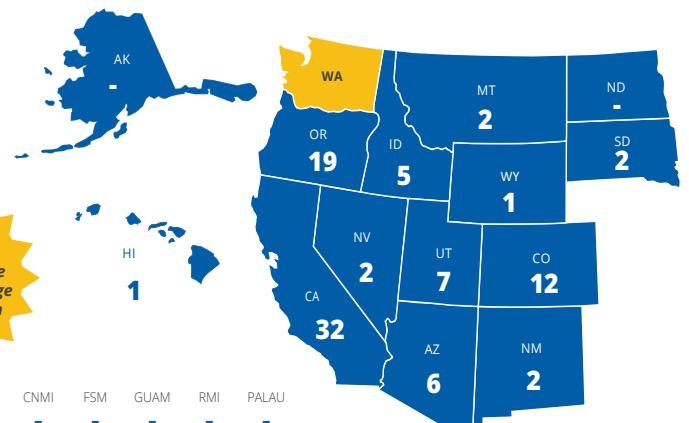 AK
-
WA
MT
2
ND
-
OR
19
ID
5
SD
2
WY
1
HI
1
NV
2
UT
7
CO
12
CA
32
AZ
6
NM
2
CNMI FSM GUAM RMI PALAU
- - - - -